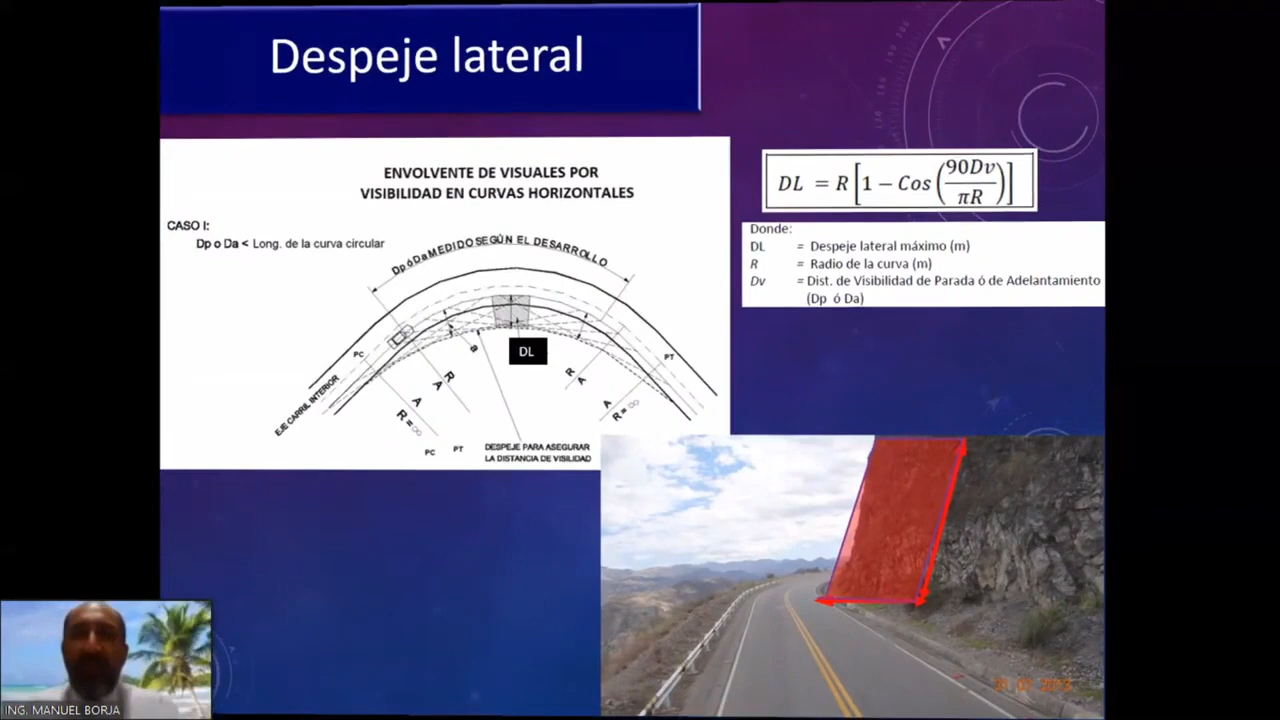 Despeje lateral
ENVOLVENTE DE VISUALES POR
VISIBILIDAD EN CURVAS HORIZONTALES
CASO I:
Dp o Da < Long. de la curva circular
Dp ó Da MEDIDO SEGÚN EL DESARROLLO
PC
PT
DL
a
R
A
A
R = ∞
R
A
A
R = ∞
EJE CARRIL INTERIOR
PC PT
DESPEJE PARA ASEGURAR
LA DISTANCIA DE VISILIDAD
DL = R [1 − Cos (90Dv / πR)]
Donde:
DL = Despeje lateral máximo (m)
R = Radio de la curva (m)
Dv = Dist. de Visibilidad de Parada ó de Adelantamiento
(Dp ó Da)
ING. MANUEL BORJA